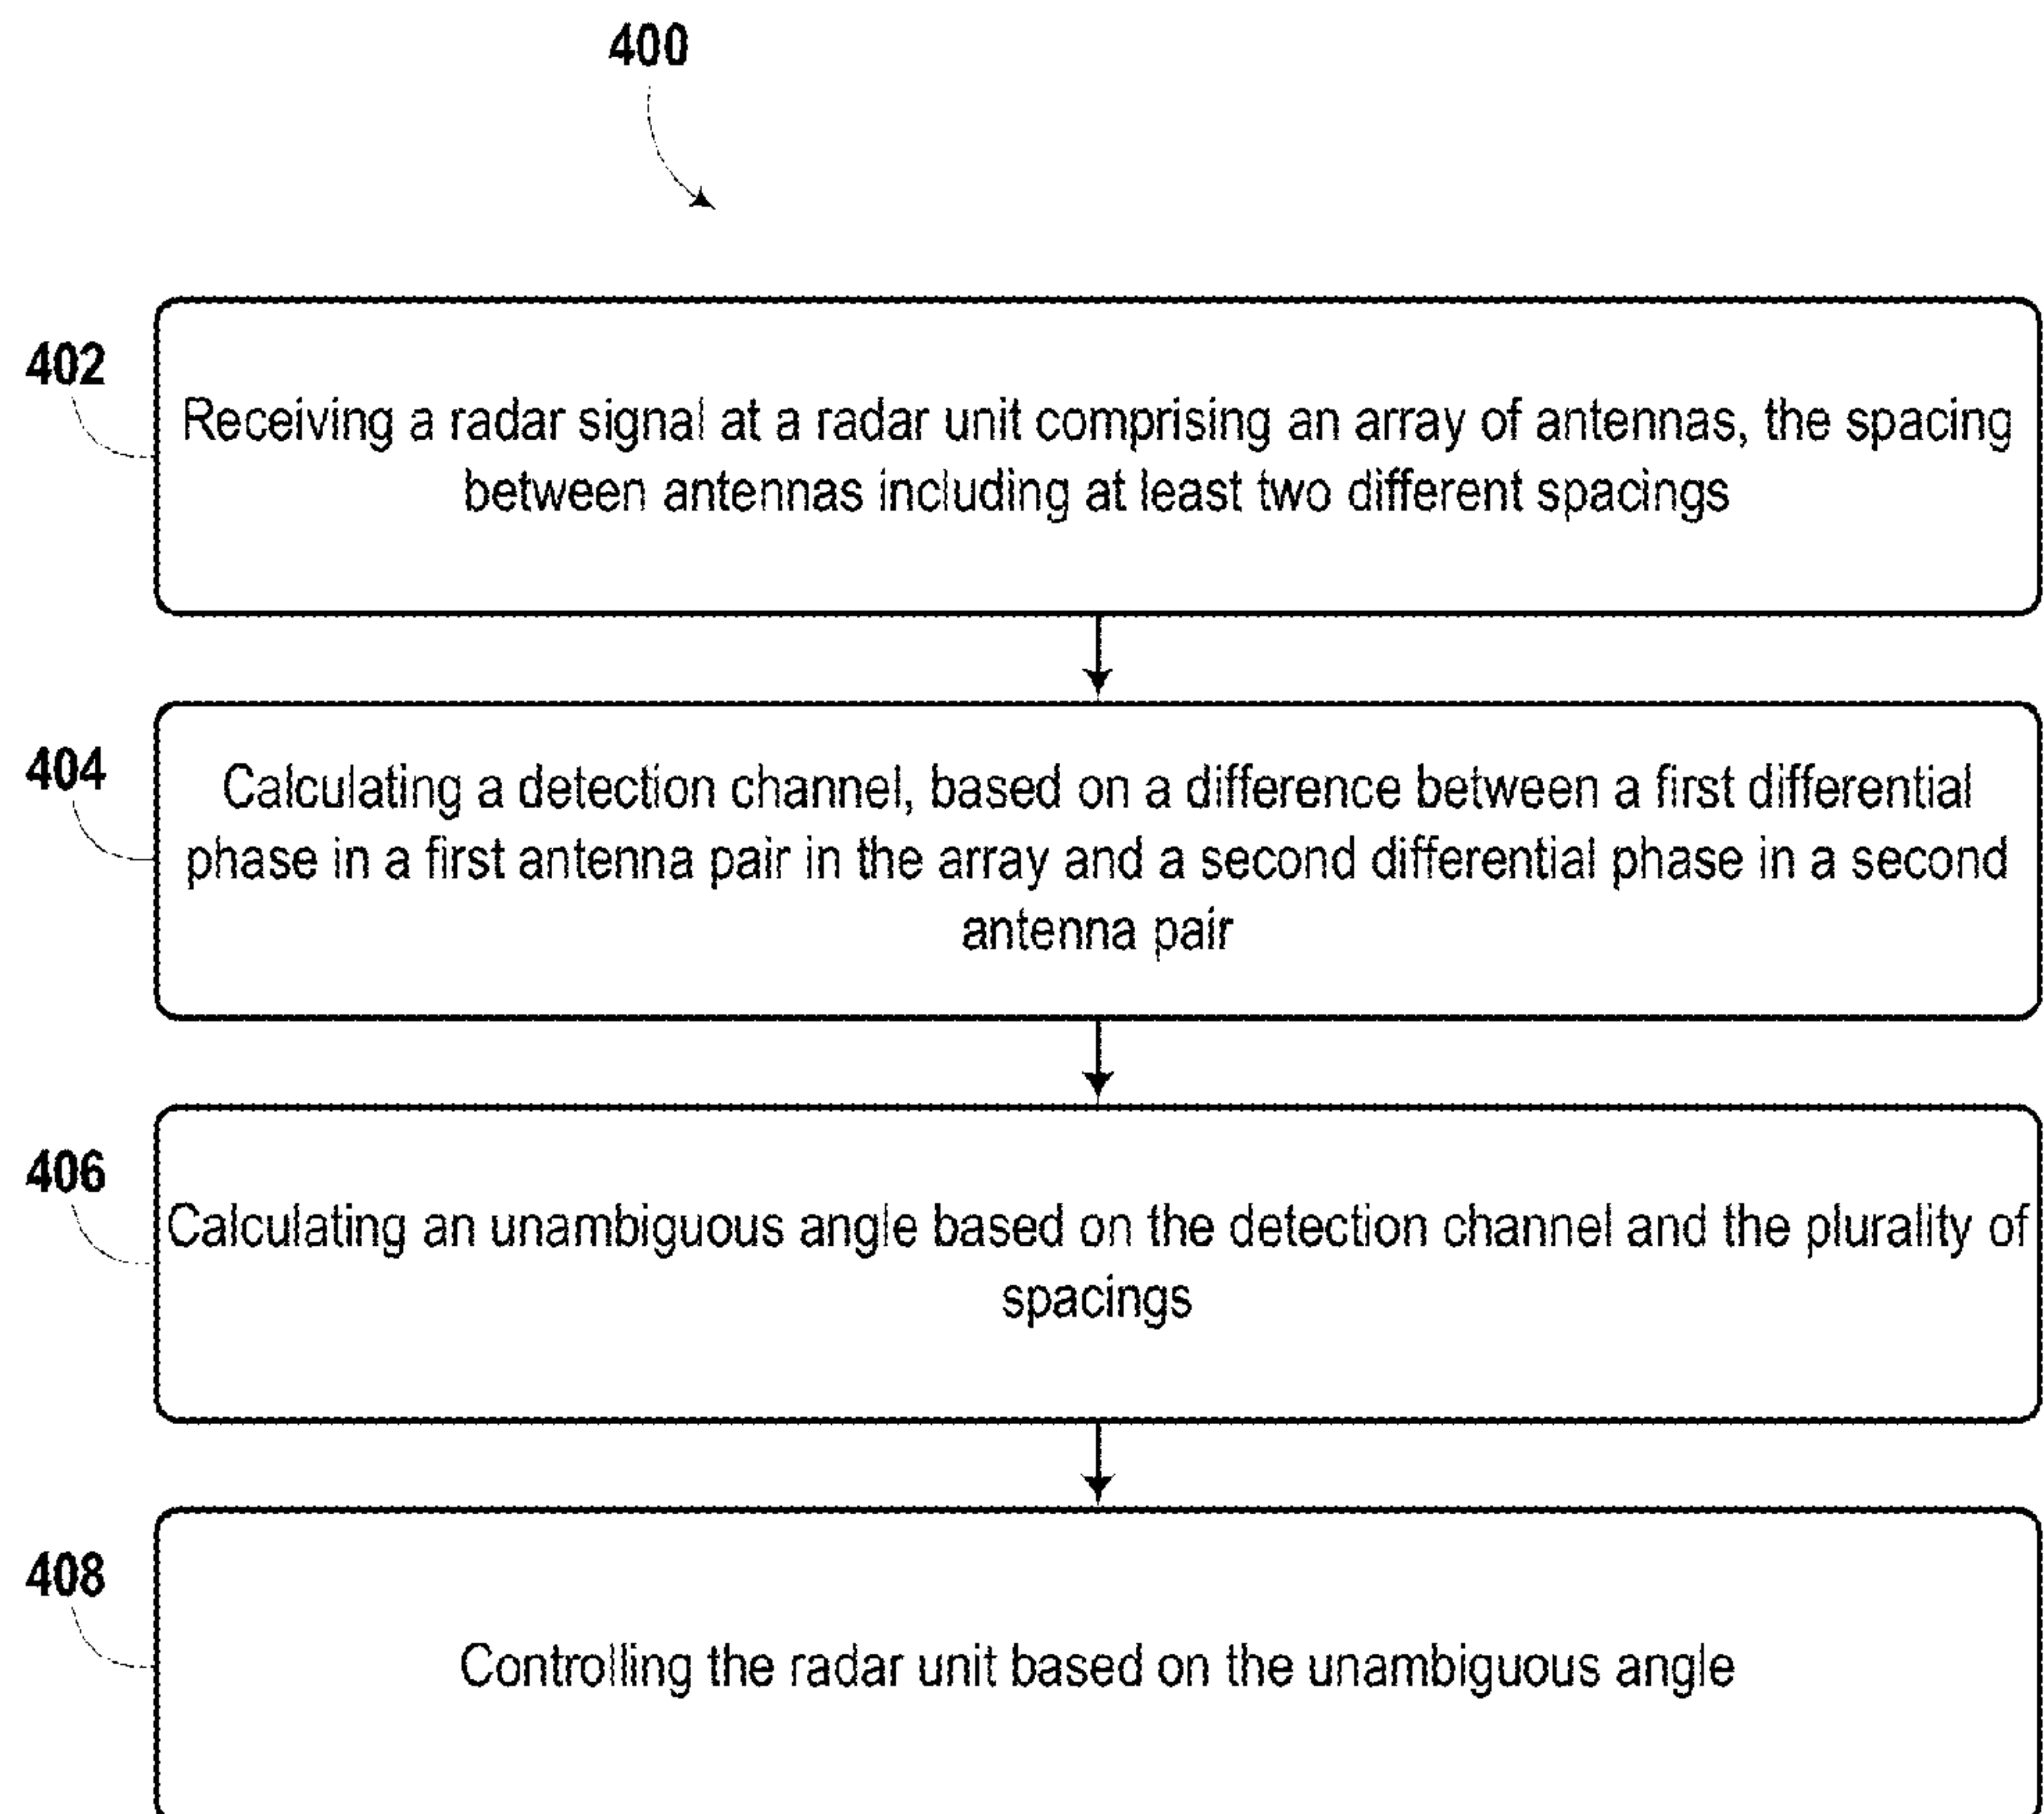 400
402
Receiving a radar signal at a radar unit comprising an array of antennas, the spacing
between antennas including at least two different spacings
404
Calculating a detection channel, based on a difference between a first differential
phase in a first antenna pair in the array and a second differential phase in a second
antenna pair
406
Calculating an unambiguous angle based on the detection channel and the plurality of
spacings
408
Controlling the radar unit based on the unambiguous angle